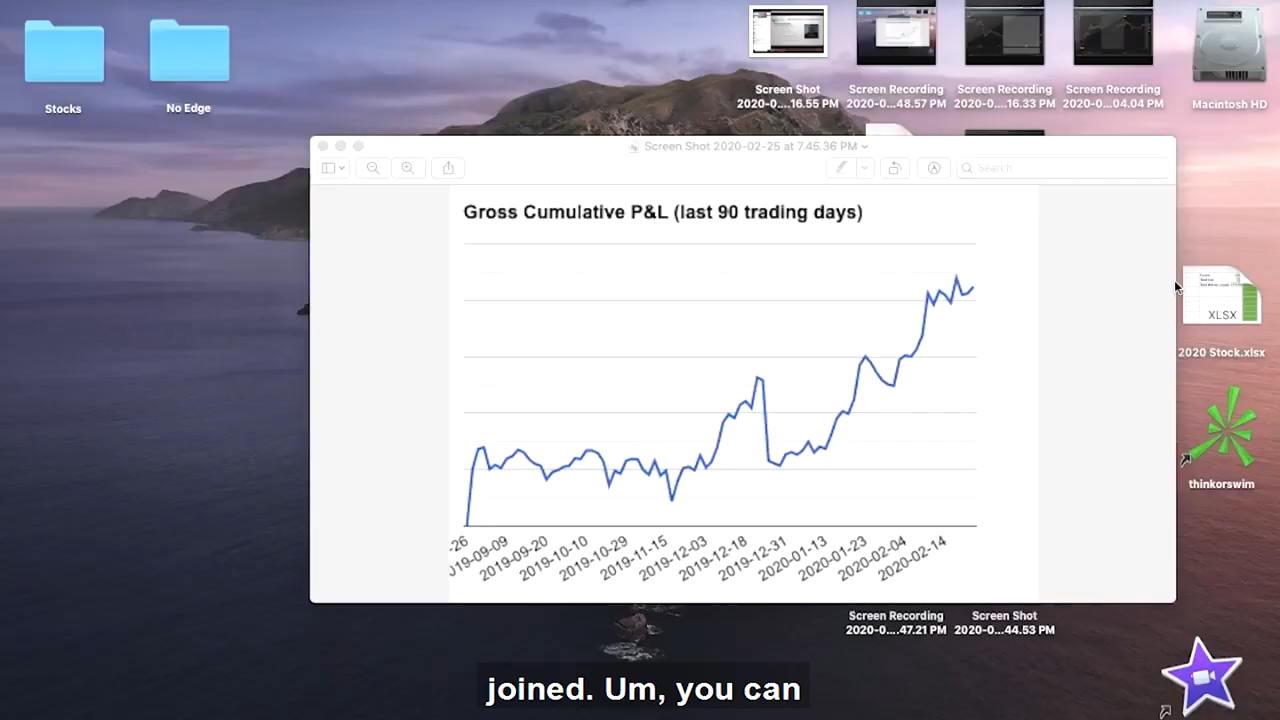 Stocks
No Edge
Screen Shot
2020-0....16.55 PM
Screen Recording
2020-0...48.57 PM
Screen Recording
2020-0...16.33 PM
Screen Recording
2020-0...04.04 PM
Macintosh HD
Screen Shot 2020-02-25 at 7.45.36 PM
Search
Gross Cumulative P&L (last 90 trading days)
-26
2019-09-09
2019-09-20
2019-10-10
2019-10-29
2019-11-15
2019-12-03
2019-12-18
2019-12-31
2020-01-13
2020-01-23
2020-02-04
2020-02-14
XLSX
2020 Stock.xlsx
thinkorswim
Screen Recording
2020-0....47.21 PM
Screen Shot
2020-0...44.53 PM
joined. Um, you can